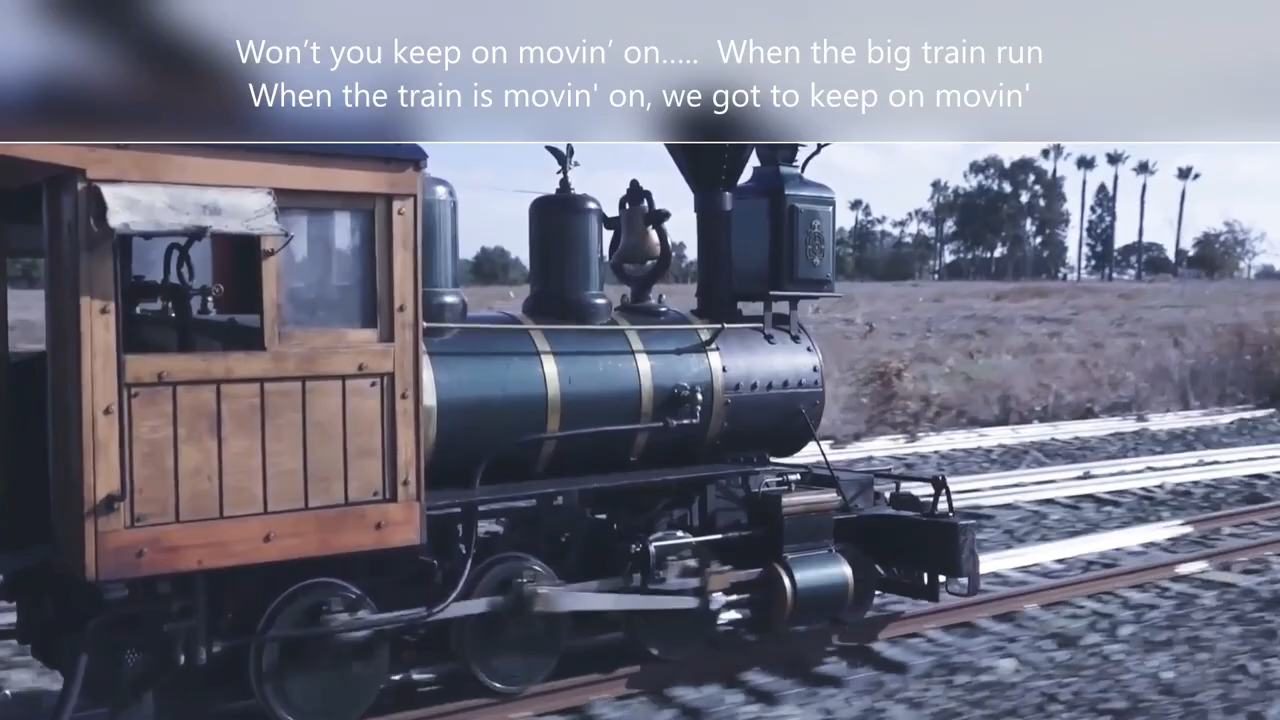 Won’t you keep on movin’ on.....  When the big train run
When the train is movin' on, we got to keep on movin'